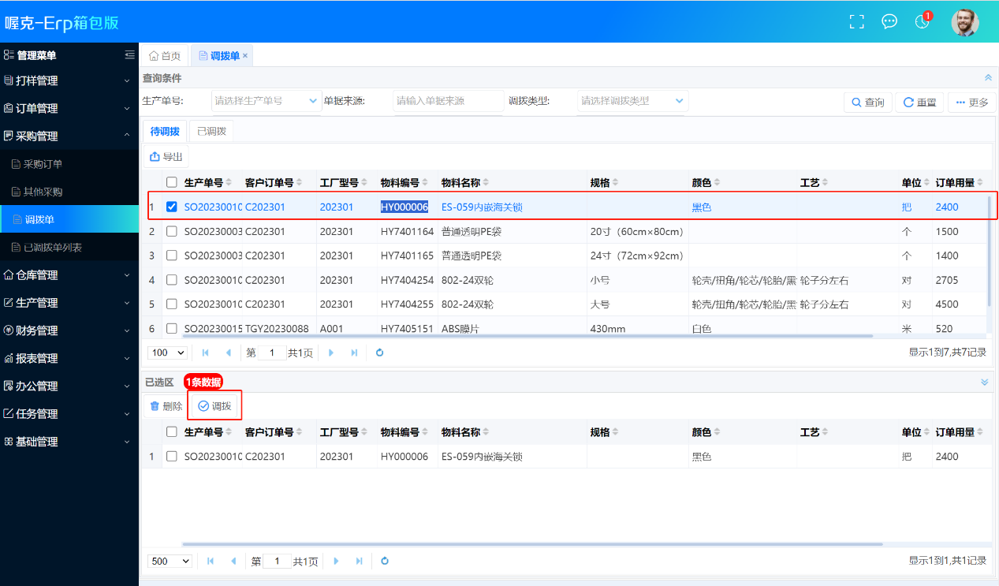 喔克-Erp箱包版
1
管理菜单
打样管理
订单管理
采购管理
采购订单
其他采购
调拨单
已调拨单列表
仓库管理
生产管理
财务管理
报表管理
办公管理
任务管理
基础管理
首页 调拨单 ×
查询条件
生产单号: 请选择生产单号 单据来源: 请输入单据来源 调拨类型: 请选择调拨类型 查询 重置 更多
待调拨 已调拨
导出
生产单号 客户订单号 工厂型号 物料编号 物料名称 规格 颜色 工艺 单位 订单用量
1 SO2023001C C202301 202301 HY000006 ES-059内嵌海关锁 黑色 把 2400
2 SO20230003 C202301 202301 HY7401164 普通透明PE袋 20寸（60cm×80cm） 个 1500
3 SO20230003 C202301 202301 HY7401165 普通透明PE袋 24寸（72cm×92cm） 个 1400
4 SO2023001C C202301 202301 HY7404254 802-24双轮 小号 轮壳/扭角/轮芯/轮胎/黑 轮子分左右 对 2705
5 SO2023001C C202301 202301 HY7404255 802-24双轮 大号 轮壳/扭角/轮芯/轮胎/黑 轮子分左右 对 4500
6 SO20230015 TGY20230088 A001 HY7405151 ABS膜片 430mm 白色 米 520
100 第 1 共1页 显示1到7,共7记录
已选区 1条数据
删除 调拨
生产单号 客户订单号 工厂型号 物料编号 物料名称 规格 颜色 工艺 单位 订单用量
1 SO2023001C C202301 202301 HY000006 ES-059内嵌海关锁 黑色 把 2400
500 第 1 共1页 显示1到1,共1记录